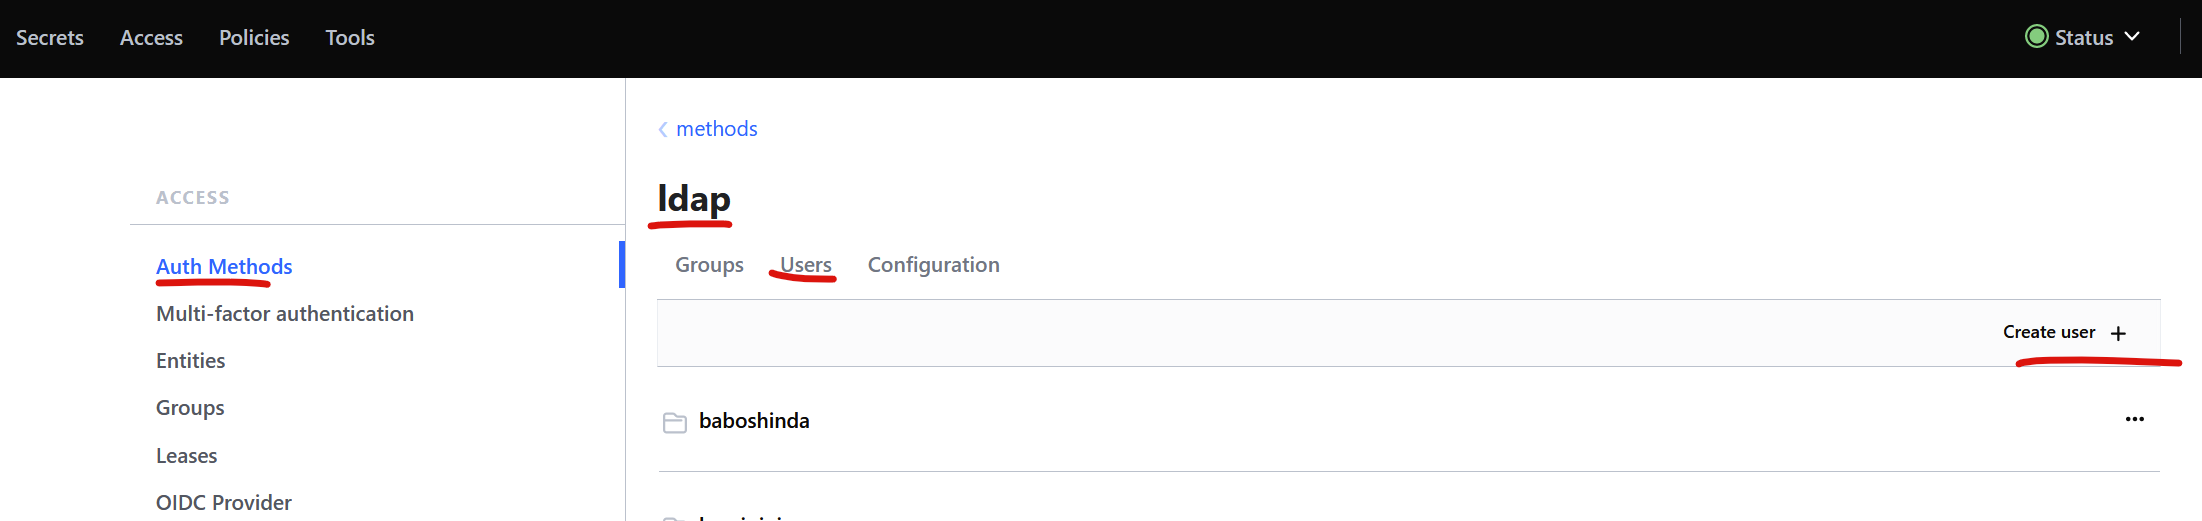 Secrets Access Policies Tools Status
methods
ldap
ACCESS
Groups Users Configuration
Auth Methods
Multi-factor authentication
Create user +
Entities
Groups
baboshinda
Leases
OIDC Provider